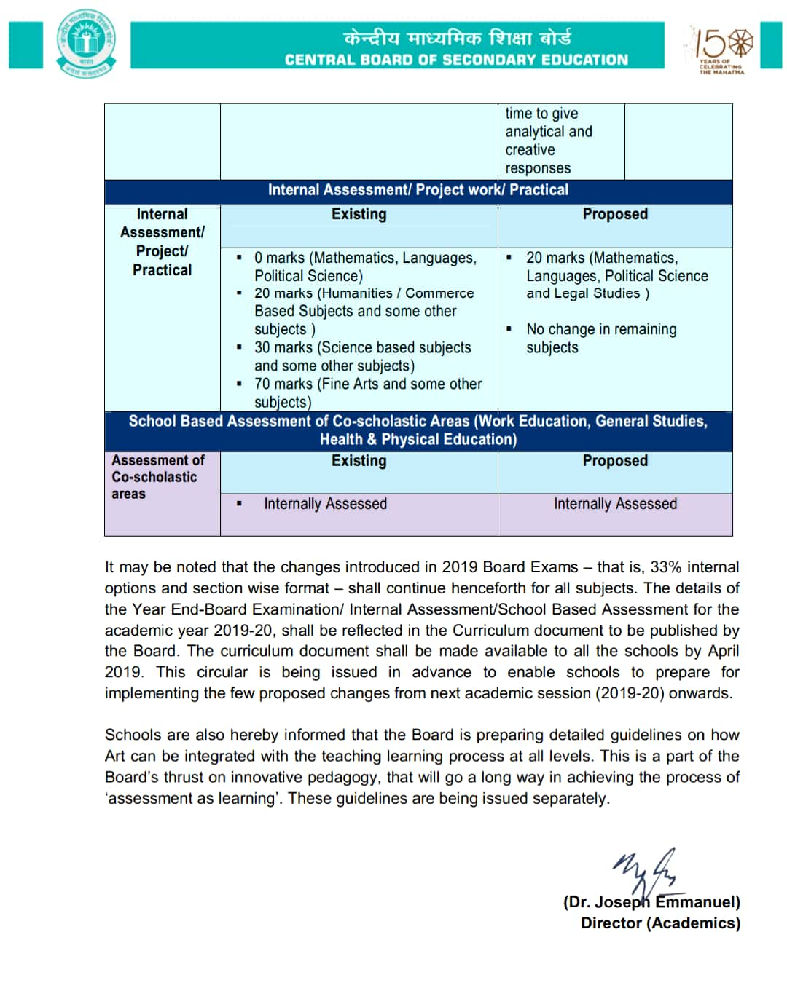 केन्द्रीय माध्यमिक शिक्षा बोर्ड
CENTRAL BOARD OF SECONDARY EDUCATION
केन्द्रीय माध्यमिक शिक्षा बोर्ड
भारत
असतो मा सद्गमय
150
YEARS OF
CELEBRATING
THE MAHATMA
time to give
analytical and
creative
responses
Internal Assessment/ Project work/ Practical
Internal
Assessment/
Project/
Practical
Existing
Proposed
▪ 0 marks (Mathematics, Languages,
Political Science)
▪ 20 marks (Humanities / Commerce
Based Subjects and some other
subjects )
▪ 30 marks (Science based subjects
and some other subjects)
▪ 70 marks (Fine Arts and some other
subjects)
▪ 20 marks (Mathematics,
Languages, Political Science
and Legal Studies )
▪ No change in remaining
subjects
School Based Assessment of Co-scholastic Areas (Work Education, General Studies,
Health & Physical Education)
Assessment of
Co-scholastic
areas
Existing
Proposed
▪ Internally Assessed
Internally Assessed
It may be noted that the changes introduced in 2019 Board Exams – that is, 33% internal
options and section wise format – shall continue henceforth for all subjects. The details of
the Year End-Board Examination/ Internal Assessment/School Based Assessment for the
academic year 2019-20, shall be reflected in the Curriculum document to be published by
the Board. The curriculum document shall be made available to all the schools by April
2019. This circular is being issued in advance to enable schools to prepare for
implementing the few proposed changes from next academic session (2019-20) onwards.
Schools are also hereby informed that the Board is preparing detailed guidelines on how
Art can be integrated with the teaching learning process at all levels. This is a part of the
Board’s thrust on innovative pedagogy, that will go a long way in achieving the process of
‘assessment as learning’. These guidelines are being issued separately.
(Dr. Joseph Emmanuel)
Director (Academics)